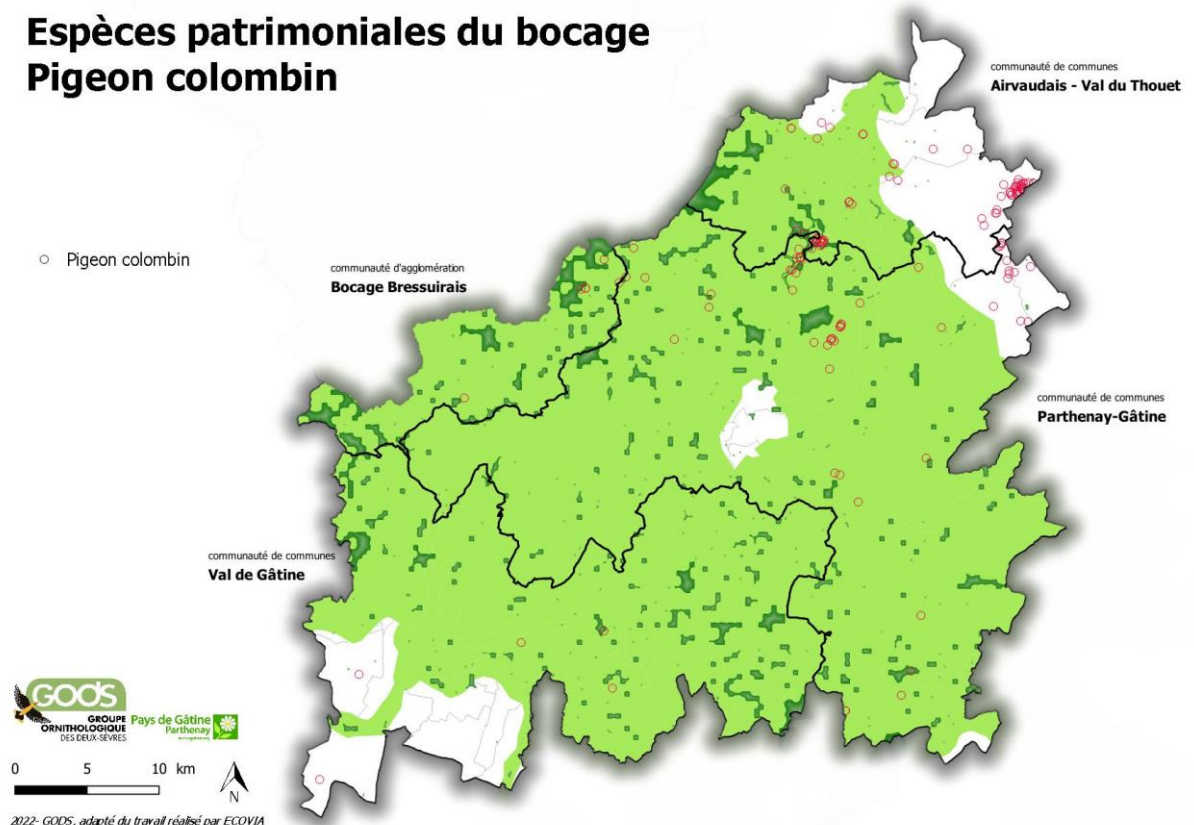 Espèces patrimoniales du bocage
Pigeon colombin
communauté de communes
Airvaudais - Val du Thouet
Pigeon colombin
communauté d'agglomération
Bocage Bressuirais
communauté de communes
Parthenay-Gâtine
communauté de communes
Val de Gâtine
GODS
GROUPE
ORNITHOLOGIQUE
DES DEUX-SÈVRES
Pays de Gâtine
Parthenay
0 5 10 km
N
2022- GODS, adapté du travail réalisé par ECOVIA